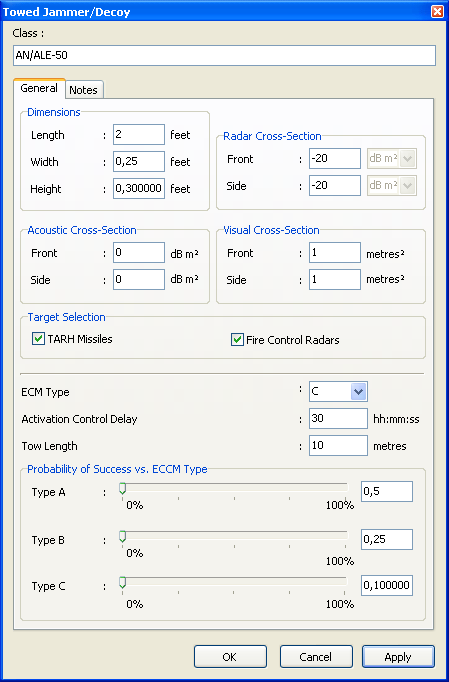 Towed Jammer/Decoy
Class :
AN/ALE-50
General Notes
Dimensions
Length : 2 feet
Width : 0,25 feet
Height : 0,300000 feet
Radar Cross-Section
Front : -20 dB m²
Side : -20 dB m²
Acoustic Cross-Section
Front : 0 dB m²
Side : 0 dB m²
Visual Cross-Section
Front : 1 metres²
Side : 1 metres²
Target Selection
TARH Missiles Fire Control Radars
ECM Type : C
Activation Control Delay : 30 hh:mm:ss
Tow Length : 10 metres
Probability of Success vs. ECCM Type
Type A : 0,5
0% 100%
Type B : 0,25
0% 100%
Type C : 0,100000
0% 100%
OK Cancel Apply